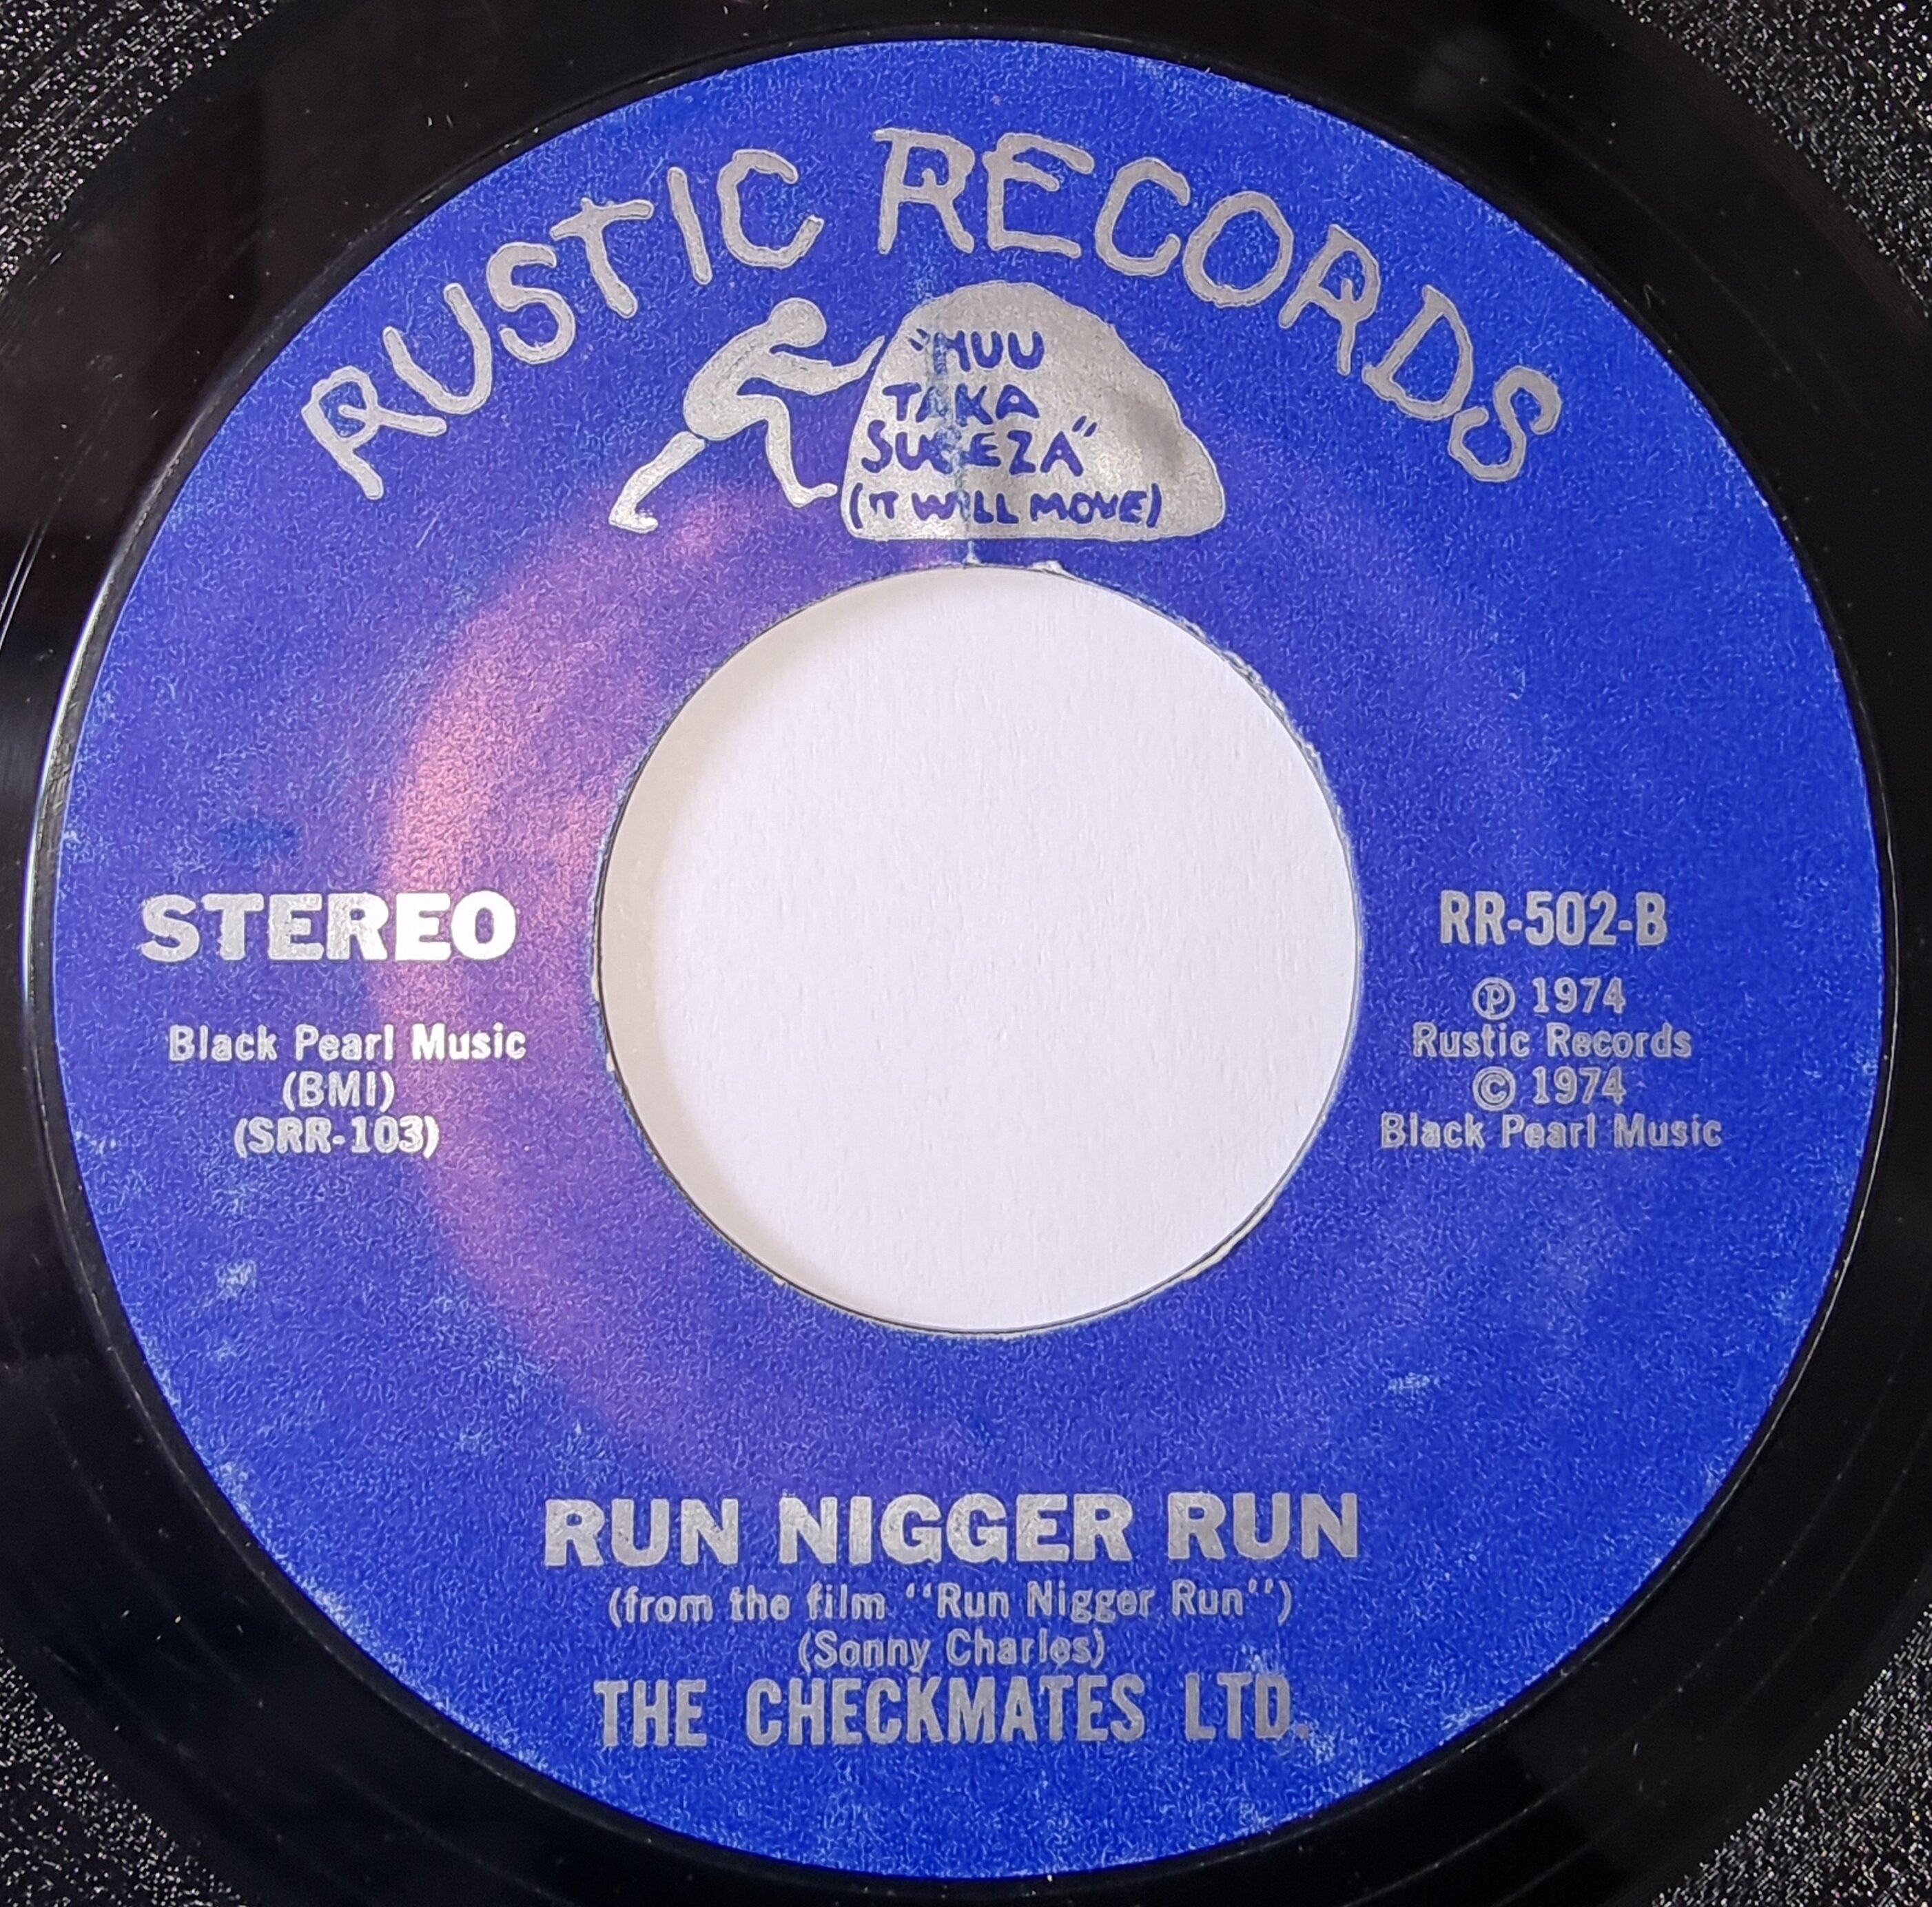 RUSTIC RECORDS
"HUU
TAKA
SUKEZA"
(IT WILL MOVE)
STEREO
Black Pearl Music
(BMI)
(SRR-103)
RR-502-B
Ⓟ 1974
Rustic Records
© 1974
Black Pearl Music
RUN NIGGER RUN
(from the film "Run Nigger Run")
(Sonny Charles)
THE CHECKMATES LTD.